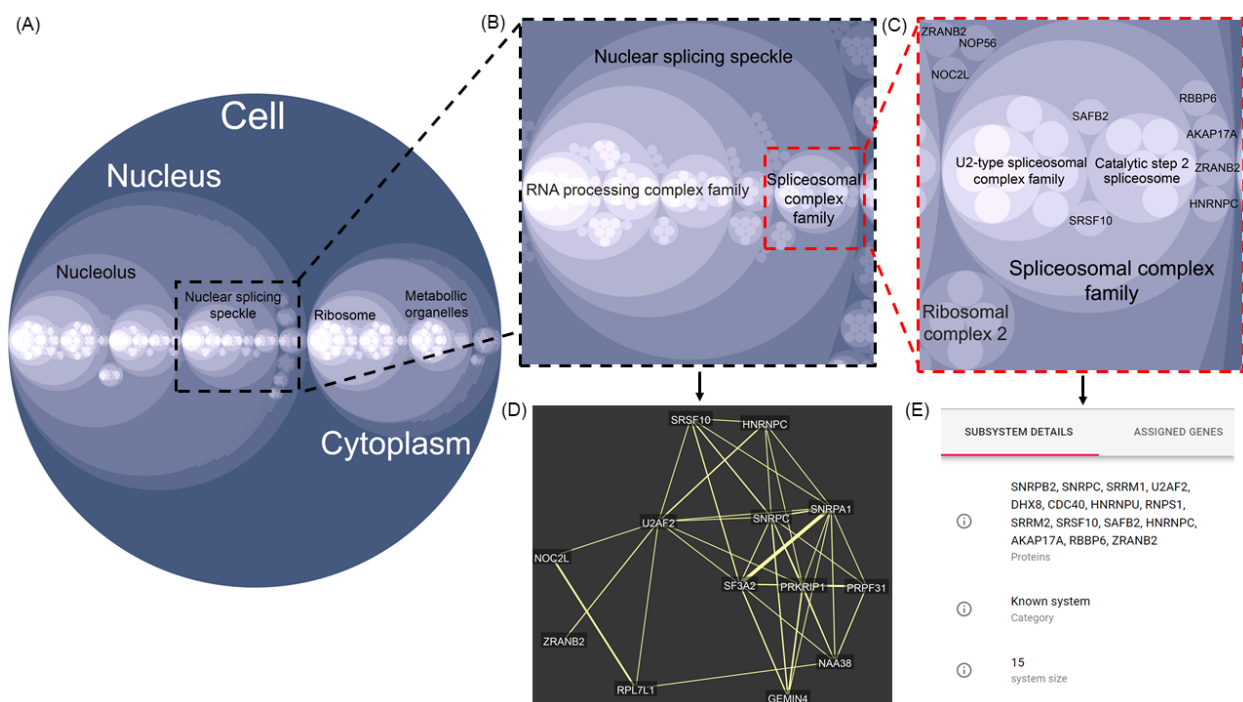 (A)
Cell
Nucleus
Nucleolus
Nuclear splicing
speckle
Ribosome
Metabollic
organelles
Cytoplasm
(B)
Nuclear splicing speckle
RNA processing complex family
Spliceosomal
complex
family
(C)
ZRANB2
NOP56
NOC2L
RBBP6
SAFB2
AKAP17A
U2-type spliceosomal
complex family
Catalytic step 2
spliceosome
ZRANB2
HNRNPC
SRSF10
Spliceosomal complex
family
Ribosomal
complex 2
(D)
SRSF10
HNRNPC
SNRPA1
U2AF2
SNRPC
NOC2L
SF3A2
PRKRIP1
PRPF31
ZRANB2
NAA38
RPL7L1
GEMIN4
(E)
SUBSYSTEM DETAILS
ASSIGNED GENES
SNRPB2, SNRPC, SRRM1, U2AF2,
DHX8, CDC40, HNRNPU, RNPS1,
SRRM2, SRSF10, SAFB2, HNRNPC,
AKAP17A, RBBP6, ZRANB2
Proteins
Known system
Category
15
system size